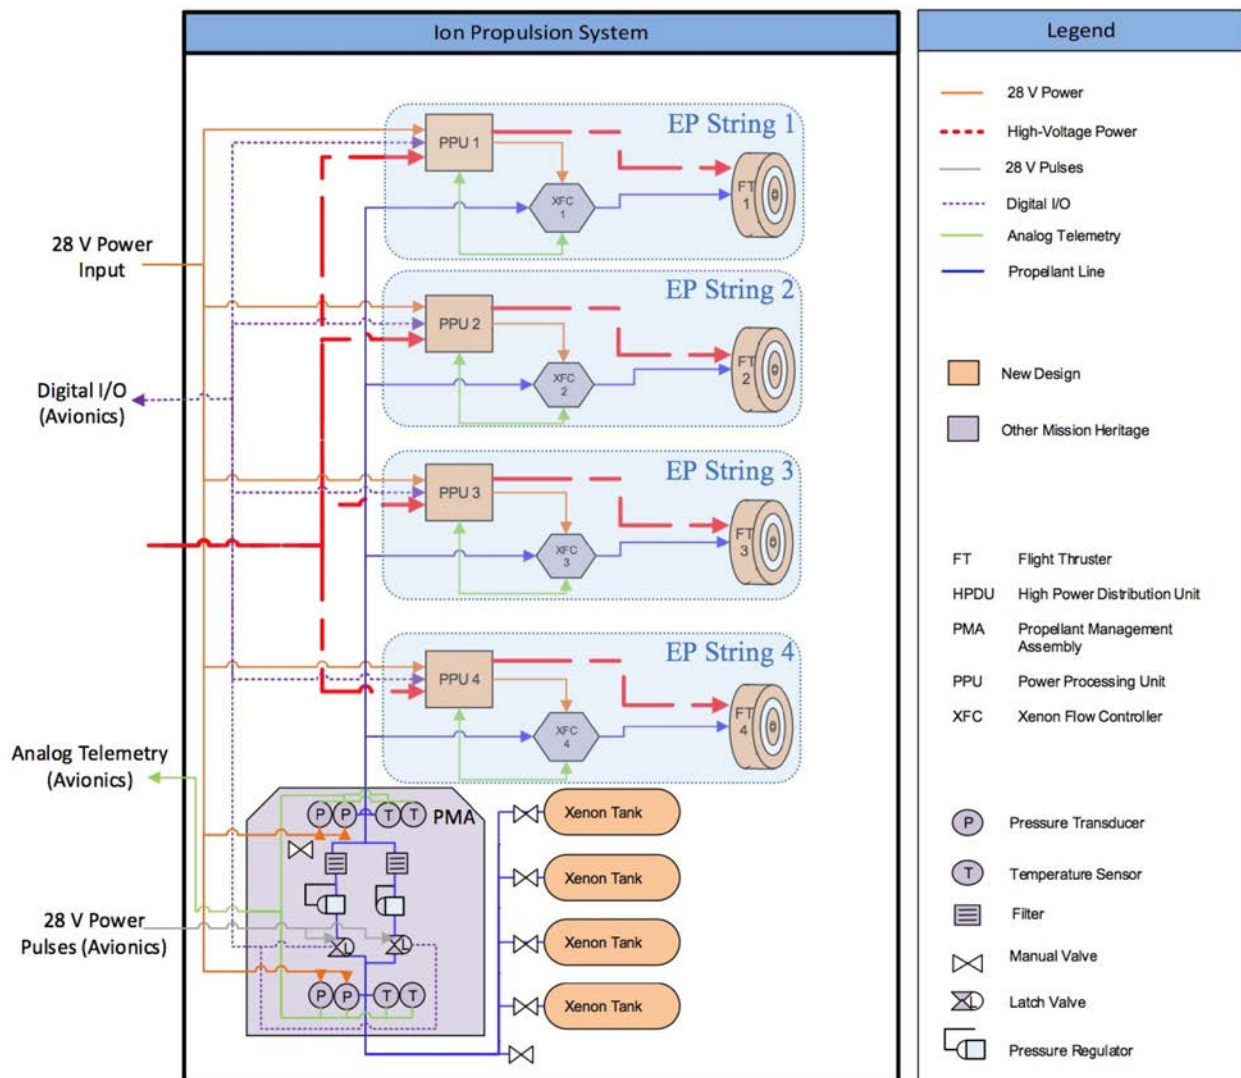 Ion Propulsion System
EP String 1
PPU 1
XFC
1
FT
1
EP String 2
PPU 2
XFC
2
FT
2
EP String 3
PPU 3
XFC
3
FT
3
EP String 4
PPU 4
XFC
4
FT
4
28 V Power
Input
Digital I/O
(Avionics)
Analog Telemetry
(Avionics)
28 V Power
Pulses (Avionics)
P P T T
PMA
L L
P P T T
Xenon Tank
Xenon Tank
Xenon Tank
Xenon Tank
Legend
28 V Power
High-Voltage Power
28 V Pulses
Digital I/O
Analog Telemetry
Propellant Line
New Design
Other Mission Heritage
FT Flight Thruster
HPDU High Power Distribution Unit
PMA Propellant Management
Assembly
PPU Power Processing Unit
XFC Xenon Flow Controller
P Pressure Transducer
T Temperature Sensor
Filter
Manual Valve
L Latch Valve
Pressure Regulator